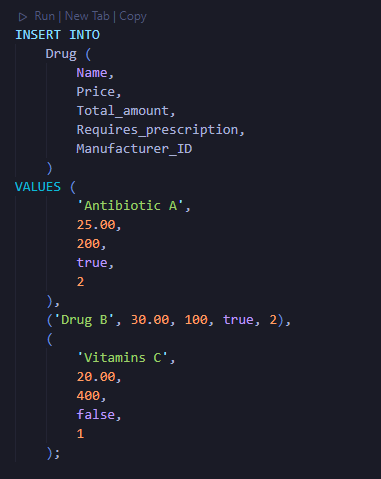 Run | New Tab | Copy
INSERT INTO
    Drug (
        Name,
        Price,
        Total_amount,
        Requires_prescription,
        Manufacturer_ID
    )
VALUES (
        'Antibiotic A',
        25.00,
        200,
        true,
        2
    ),
    ('Drug B', 30.00, 100, true, 2),
    (
        'Vitamins C',
        20.00,
        400,
        false,
        1
    );